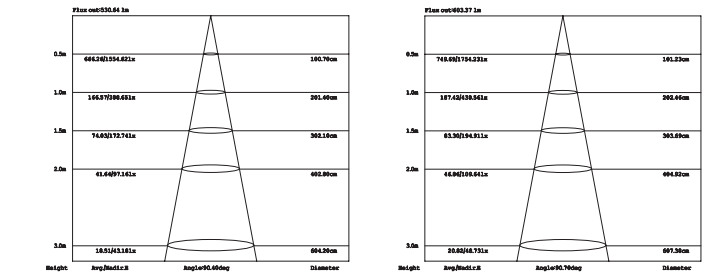 Flux out:530.64 lm
0.5m 666.28/1554.62lx 100.70cm
1.0m 166.57/388.65lx 201.40cm
1.5m 74.03/172.74lx 302.10cm
2.0m 41.64/97.16lx 402.80cm
3.0m 18.51/43.18lx 604.20cm
Height Avg/Nadir.E Angle:90.40deg Diameter
Flux out:603.37 lm
0.5m 749.69/1754.23lx 101.23cm
1.0m 187.42/438.56lx 202.46cm
1.5m 83.30/194.91lx 303.69cm
2.0m 46.86/109.64lx 404.92cm
3.0m 20.82/48.73lx 607.38cm
Height Avg/Nadir.E Angle:90.70deg Diameter